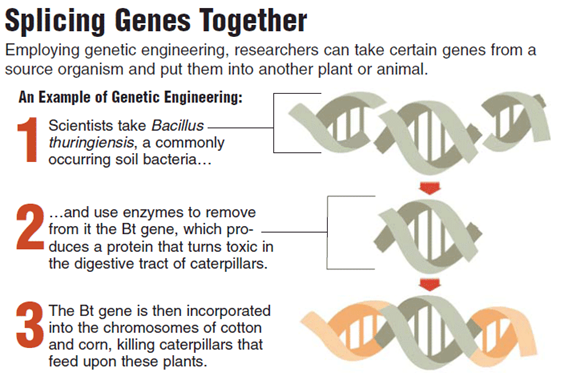 Splicing Genes Together
Employing genetic engineering, researchers can take certain genes from a
source organism and put them into another plant or animal.
An Example of Genetic Engineering:
1 Scientists take Bacillus
thuringiensis, a commonly
occurring soil bacteria…
2 …and use enzymes to remove
from it the Bt gene, which pro-
duces a protein that turns toxic in
the digestive tract of caterpillars.
3 The Bt gene is then incorporated
into the chromosomes of cotton
and corn, killing caterpillars that
feed upon these plants.